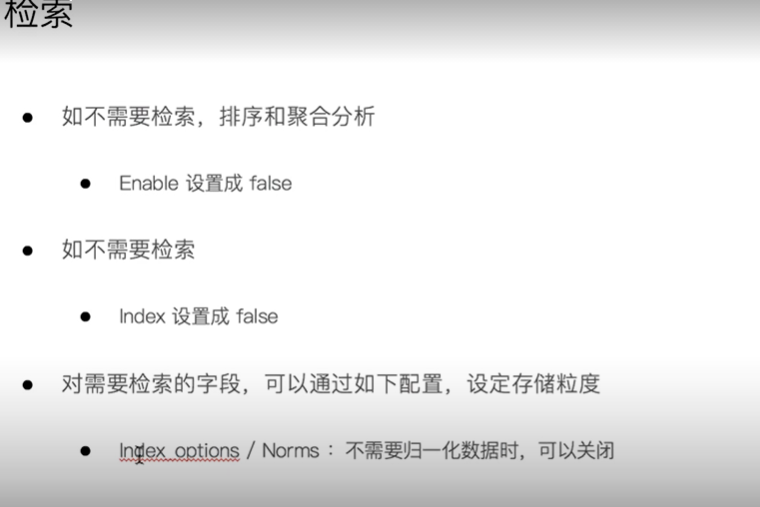 检索
如不需要检索，排序和聚合分析
Enable 设置成 false
如不需要检索
Index 设置成 false
对需要检索的字段，可以通过如下配置，设定存储粒度
Index_options / Norms ：不需要归一化数据时，可以关闭